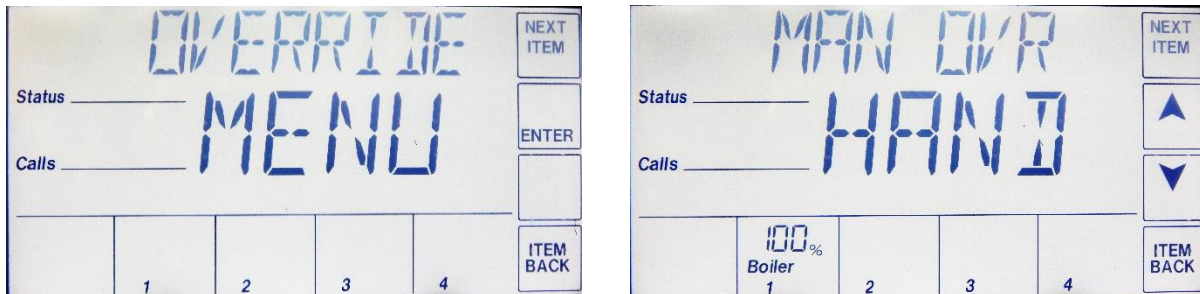 OVERRIDE
NEXT
ITEM
Status
MENU
ENTER
Calls
1
2
3
4
ITEM
BACK
MAN OVR
NEXT
ITEM
Status
HAND
Calls
100%
Boiler
1
2
3
4
ITEM
BACK